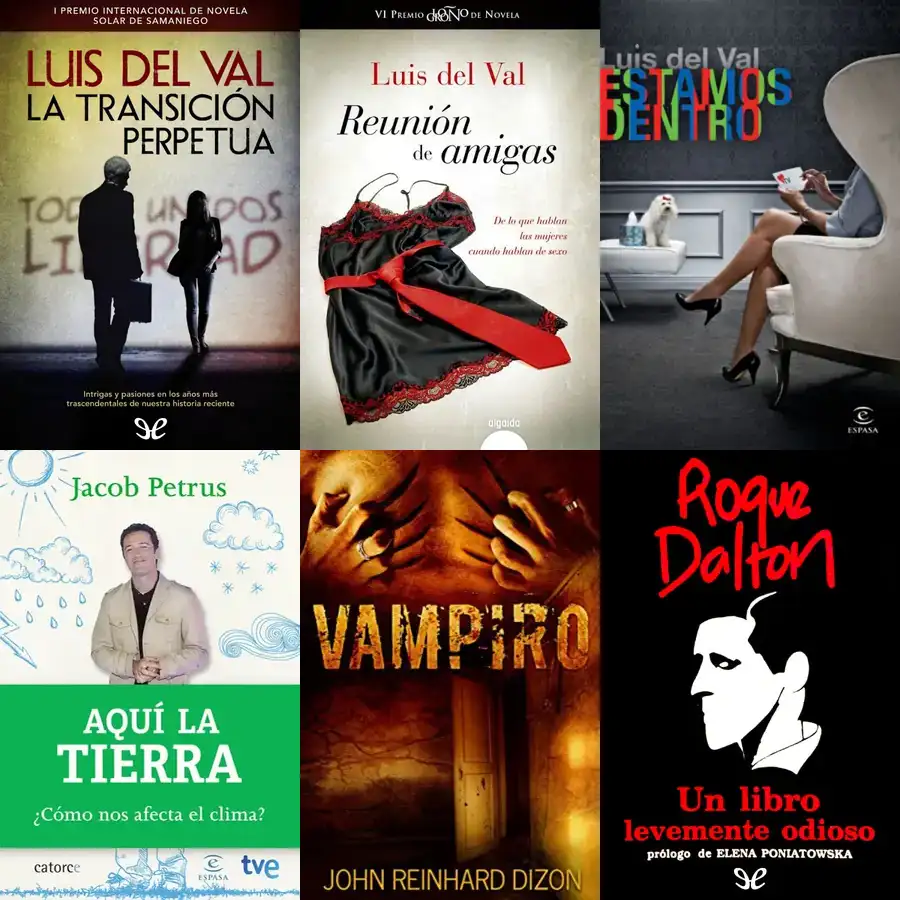 I PREMIO INTERNACIONAL DE NOVELA
SOLAR DE SAMANIEGO
LUIS DEL VAL
LA TRANSICIÓN
PERPETUA
TODOS UNIDOS
LIBERTAD
Intrigas y pasiones en los años más
trascendentales de nuestra historia reciente
VI PREMIO LOGROÑO DE NOVELA
Luis del Val
Reunión
de amigas
De lo que hablan
las mujeres
cuando hablan de sexo
algaida
Luis del Val
ESTAMOS
DENTRO
ESPASA
Jacob Petrus
AQUÍ LA
TIERRA
¿Cómo nos afecta el clima?
catorce
ESPASA
tve
VAMPIRO
JOHN REINHARD DIZON
Roque
Dalton
Un libro
levemente odioso
prólogo de ELENA PONIATOWSKA